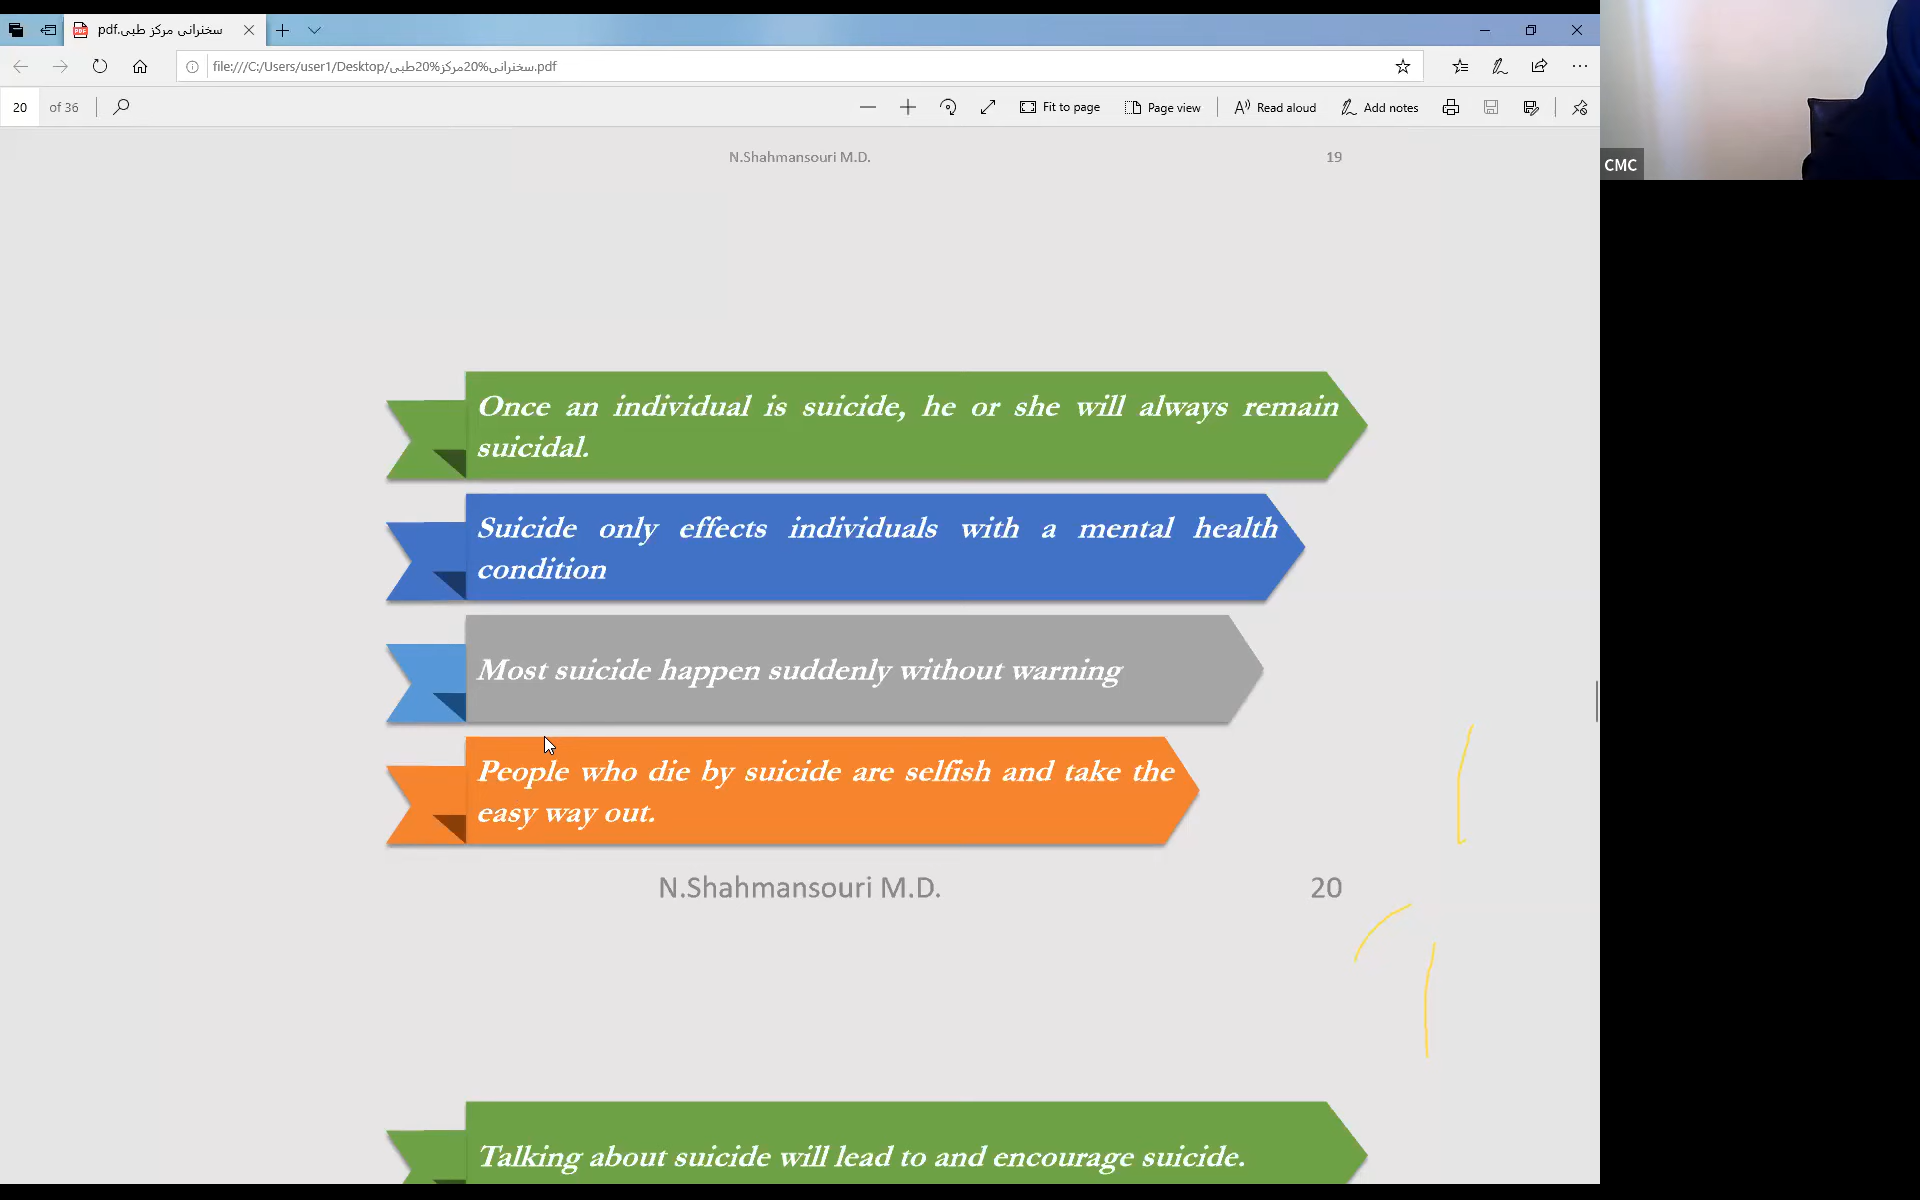 سخنرانی مرکز طبی.pdf
file:///C:/Users/user1/Desktop/سخنرانی%20مرکز%20طبی.pdf
20 of 36
Fit to page
Page view
Read aloud
Add notes
CMC
N.Shahmansouri M.D.
19
Once an individual is suicide, he or she will always remain
suicidal.
Suicide only effects individuals with a mental health
condition
Most suicide happen suddenly without warning
People who die by suicide are selfish and take the
easy way out.
N.Shahmansouri M.D.
20
Talking about suicide will lead to and encourage suicide.